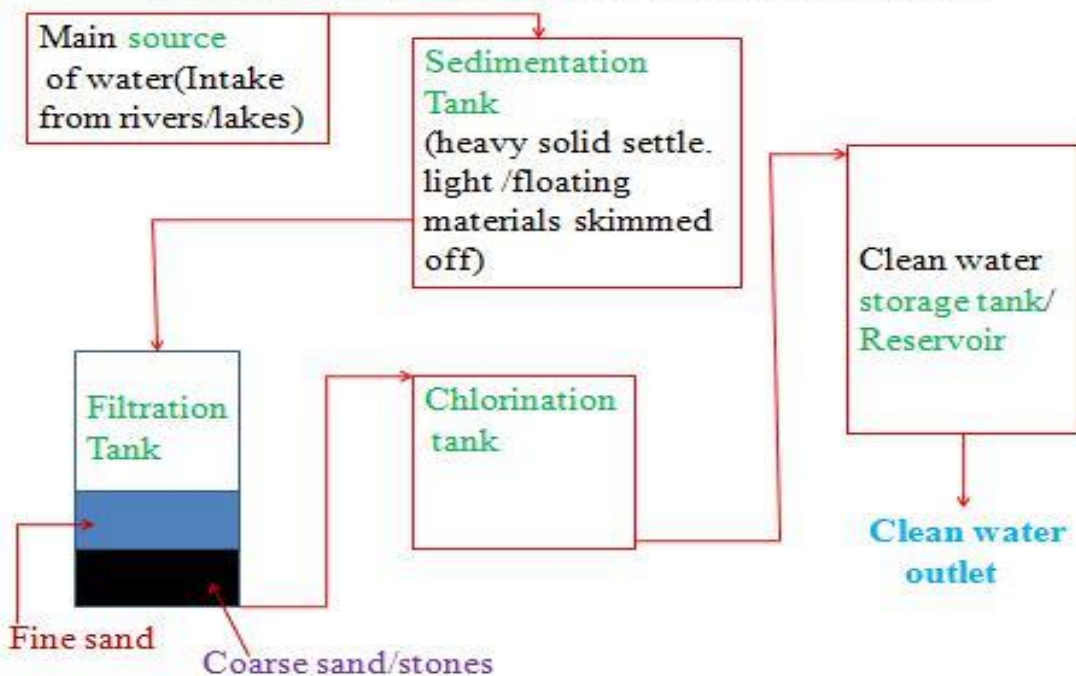 Main source
of water(Intake
from rivers/lakes)
Sedimentation
Tank
(heavy solid settle.
light /floating
materials skimmed
off)
Filtration
Tank
Fine sand
Coarse sand/stones
Chlorination
tank
Clean water
storage tank/
Reservoir
Clean water
outlet